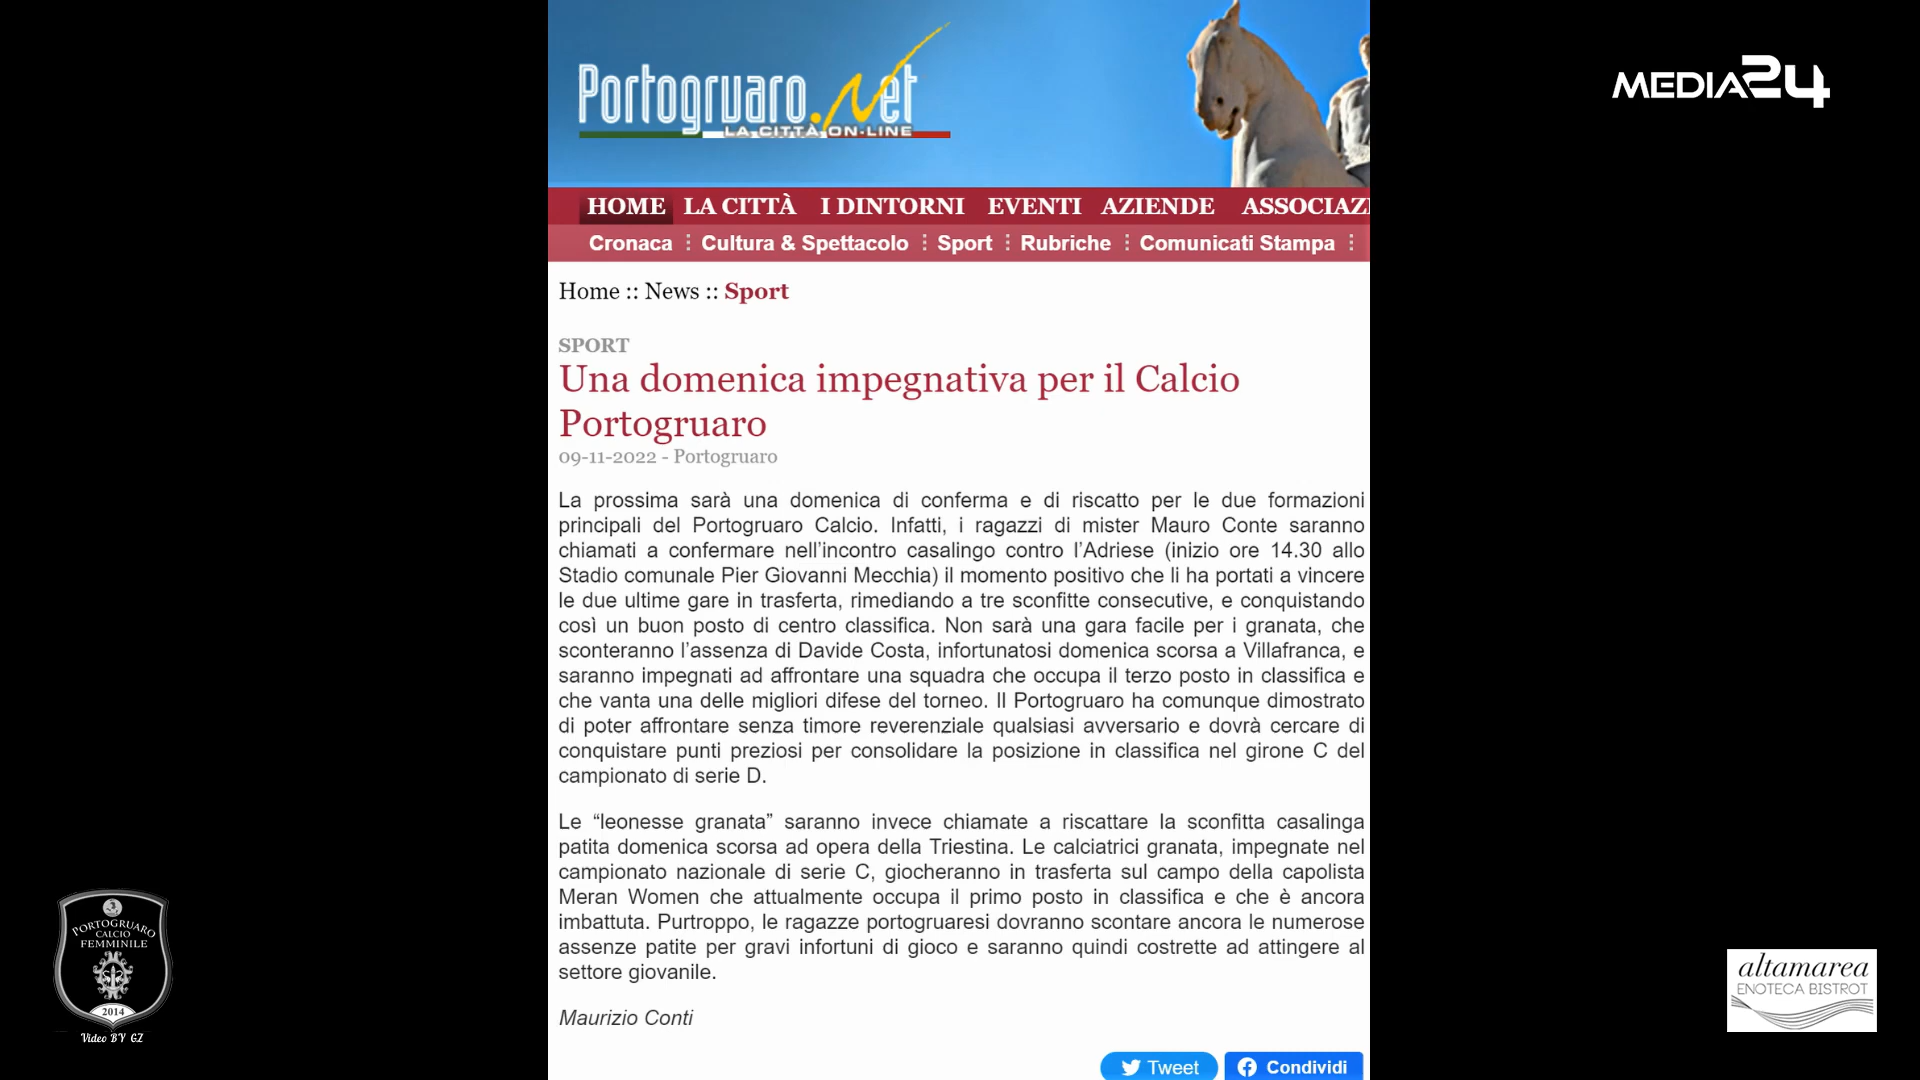 Portogruaro.Net
LA CITTÀ ON-LINE
MEDIA24
HOME LA CITTÀ I DINTORNI EVENTI AZIENDE ASSOCIAZI
Cronaca Cultura & Spettacolo Sport Rubriche Comunicati Stampa
Home :: News :: Sport
SPORT
Una domenica impegnativa per il Calcio
Portogruaro
09-11-2022 - Portogruaro
La prossima sarà una domenica di conferma e di riscatto per le due formazioni
principali del Portogruaro Calcio. Infatti, i ragazzi di mister Mauro Conte saranno
chiamati a confermare nell’incontro casalingo contro l’Adriese (inizio ore 14.30 allo
Stadio comunale Pier Giovanni Mecchia) il momento positivo che li ha portati a vincere
le due ultime gare in trasferta, rimediando a tre sconfitte consecutive, e conquistando
così un buon posto di centro classifica. Non sarà una gara facile per i granata, che
sconteranno l’assenza di Davide Costa, infortunatosi domenica scorsa a Villafranca, e
saranno impegnati ad affrontare una squadra che occupa il terzo posto in classifica e
che vanta una delle migliori difese del torneo. Il Portogruaro ha comunque dimostrato
di poter affrontare senza timore reverenziale qualsiasi avversario e dovrà cercare di
conquistare punti preziosi per consolidare la posizione in classifica nel girone C del
campionato di serie D.
Le “leonesse granata” saranno invece chiamate a riscattare la sconfitta casalinga
patita domenica scorsa ad opera della Triestina. Le calciatrici granata, impegnate nel
campionato nazionale di serie C, giocheranno in trasferta sul campo della capolista
Meran Women che attualmente occupa il primo posto in classifica e che è ancora
imbattuta. Purtroppo, le ragazze portogruaresi dovranno scontare ancora le numerose
assenze patite per gravi infortuni di gioco e saranno quindi costrette ad attingere al
settore giovanile.
Maurizio Conti
Tweet
Condividi
PORTOGRUARO
CALCIO
FEMMINILE
2014
Video BY GZ
altamarea
ENOTECA BISTROT